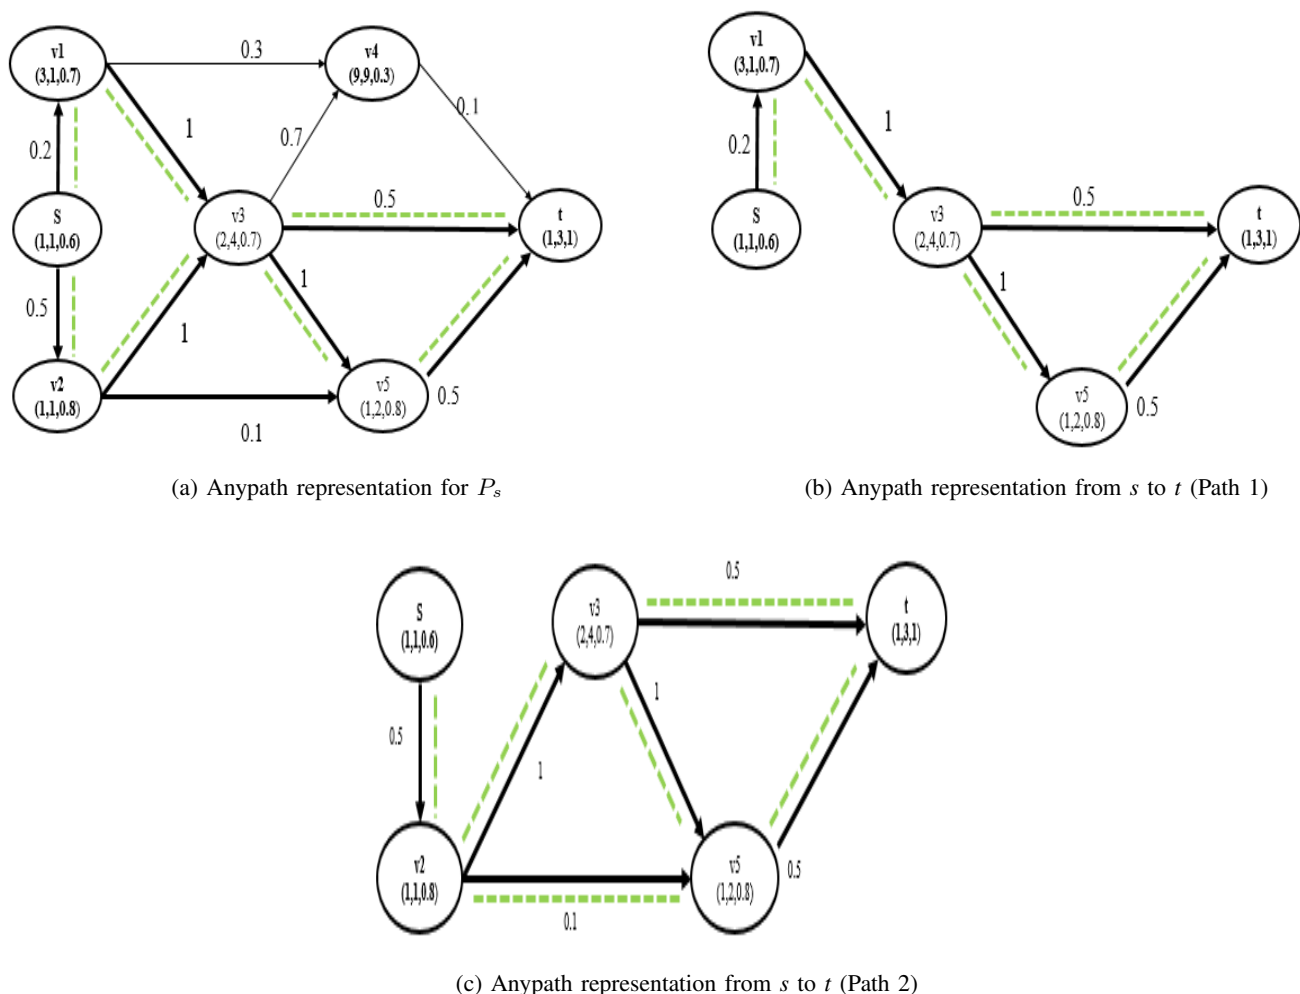 v1
(3,1,0.7)
0.3
v4
(9,9,0.3)
0.1
1
0.7
0.2
S
(1,1,0.6)
v3
(2,4,0.7)
0.5
t
(1,3,1)
0.5
1
1
v2
(1,1,0.8)
v5
(1,2,0.8)
0.5
0.1
(a) Anypath representation for Ps
v1
(3,1,0.7)
1
0.2
S
(1,1,0.6)
v3
(2,4,0.7)
0.5
t
(1,3,1)
1
v5
(1,2,0.8)
0.5
(b) Anypath representation from s to t (Path 1)
S
(1,1,0.6)
v3
(2,4,0.7)
0.5
t
(1,3,1)
0.5
1
1
v2
(1,1,0.8)
v5
(1,2,0.8)
0.5
0.1
(c) Anypath representation from s to t (Path 2)